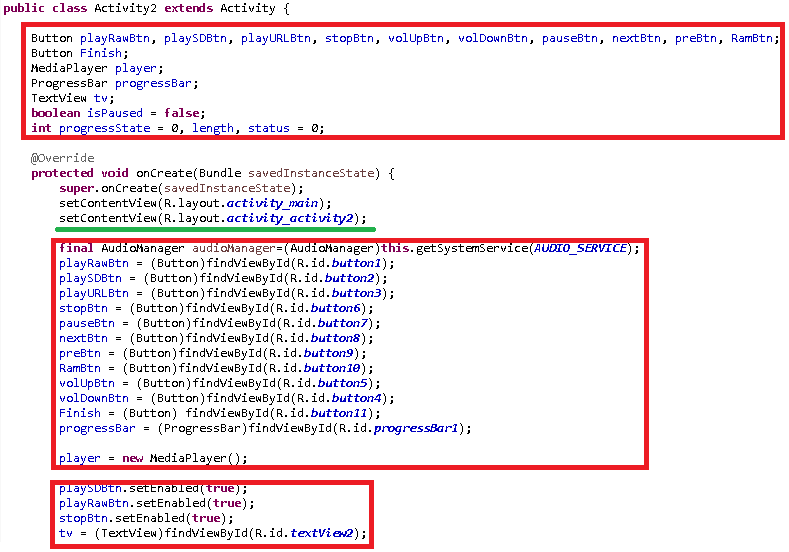 public class Activity2 extends Activity {
Button playRawBtn, playSDBtn, playURLBtn, stopBtn, volUpBtn, volDownBtn, pauseBtn, nextBtn, preBtn, RamBtn;
Button Finish;
MediaPlayer player;
ProgressBar progressBar;
TextView tv;
boolean isPaused = false;
int progressState = 0, length, status = 0;
@Override
protected void onCreate(Bundle savedInstanceState) {
super.onCreate(savedInstanceState);
setContentView(R.layout.activity_main);
setContentView(R.layout.activity_activity2);
final AudioManager audioManager=(AudioManager)this.getSystemService(AUDIO_SERVICE);
playRawBtn = (Button)findViewById(R.id.button1);
playSDBtn = (Button)findViewById(R.id.button2);
playURLBtn = (Button)findViewById(R.id.button3);
stopBtn = (Button)findViewById(R.id.button6);
pauseBtn = (Button)findViewById(R.id.button7);
nextBtn = (Button)findViewById(R.id.button8);
preBtn = (Button)findViewById(R.id.button9);
RamBtn = (Button)findViewById(R.id.button10);
volUpBtn = (Button)findViewById(R.id.button5);
volDownBtn = (Button)findViewById(R.id.button4);
Finish = (Button) findViewById(R.id.button11);
progressBar = (ProgressBar)findViewById(R.id.progressBar1);
player = new MediaPlayer();
playSDBtn.setEnabled(true);
playRawBtn.setEnabled(true);
stopBtn.setEnabled(true);
tv = (TextView)findViewById(R.id.textView2);